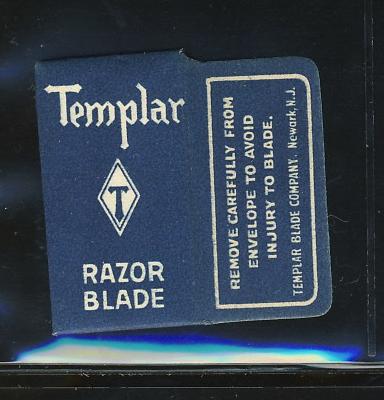 Templar
T
RAZOR
BLADE
REMOVE CAREFULLY FROM
ENVELOPE TO AVOID
INJURY TO BLADE.
TEMPLAR BLADE COMPANY. Newark, N.J.